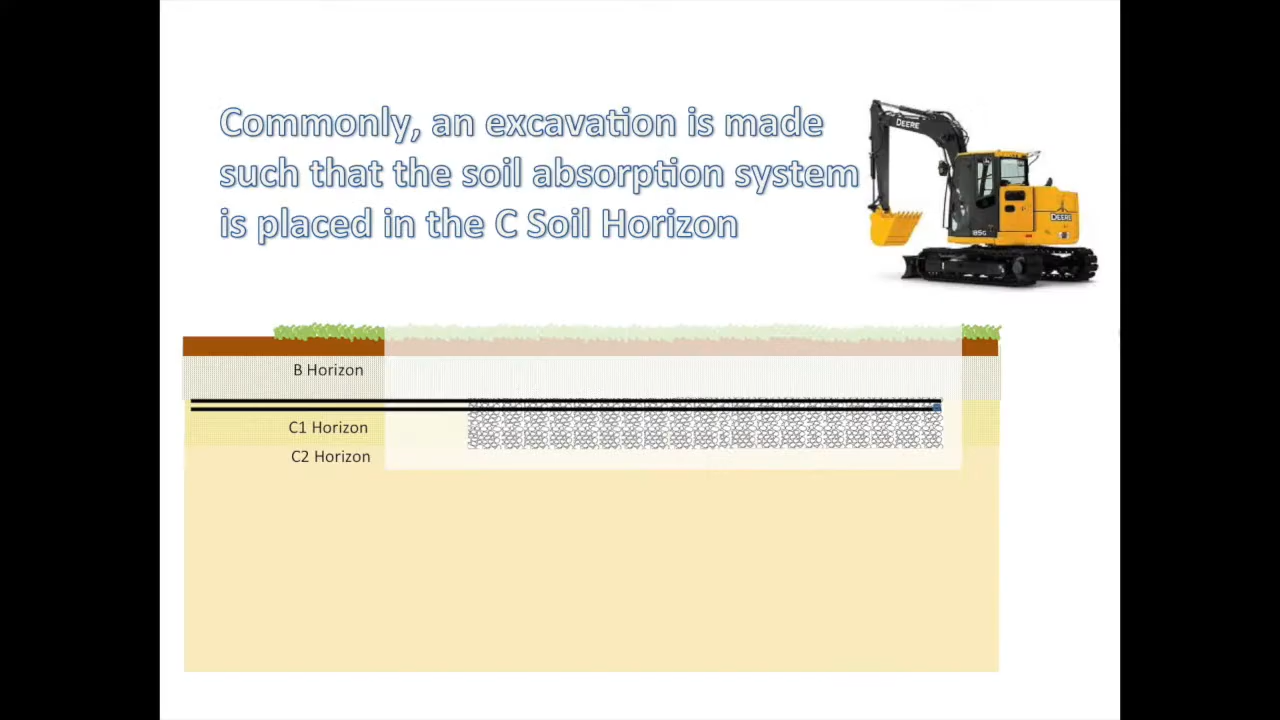 Commonly, an excavation is made
such that the soil absorption system
is placed in the C Soil Horizon
DEERE
DEERE
85G
B Horizon
C1 Horizon
C2 Horizon